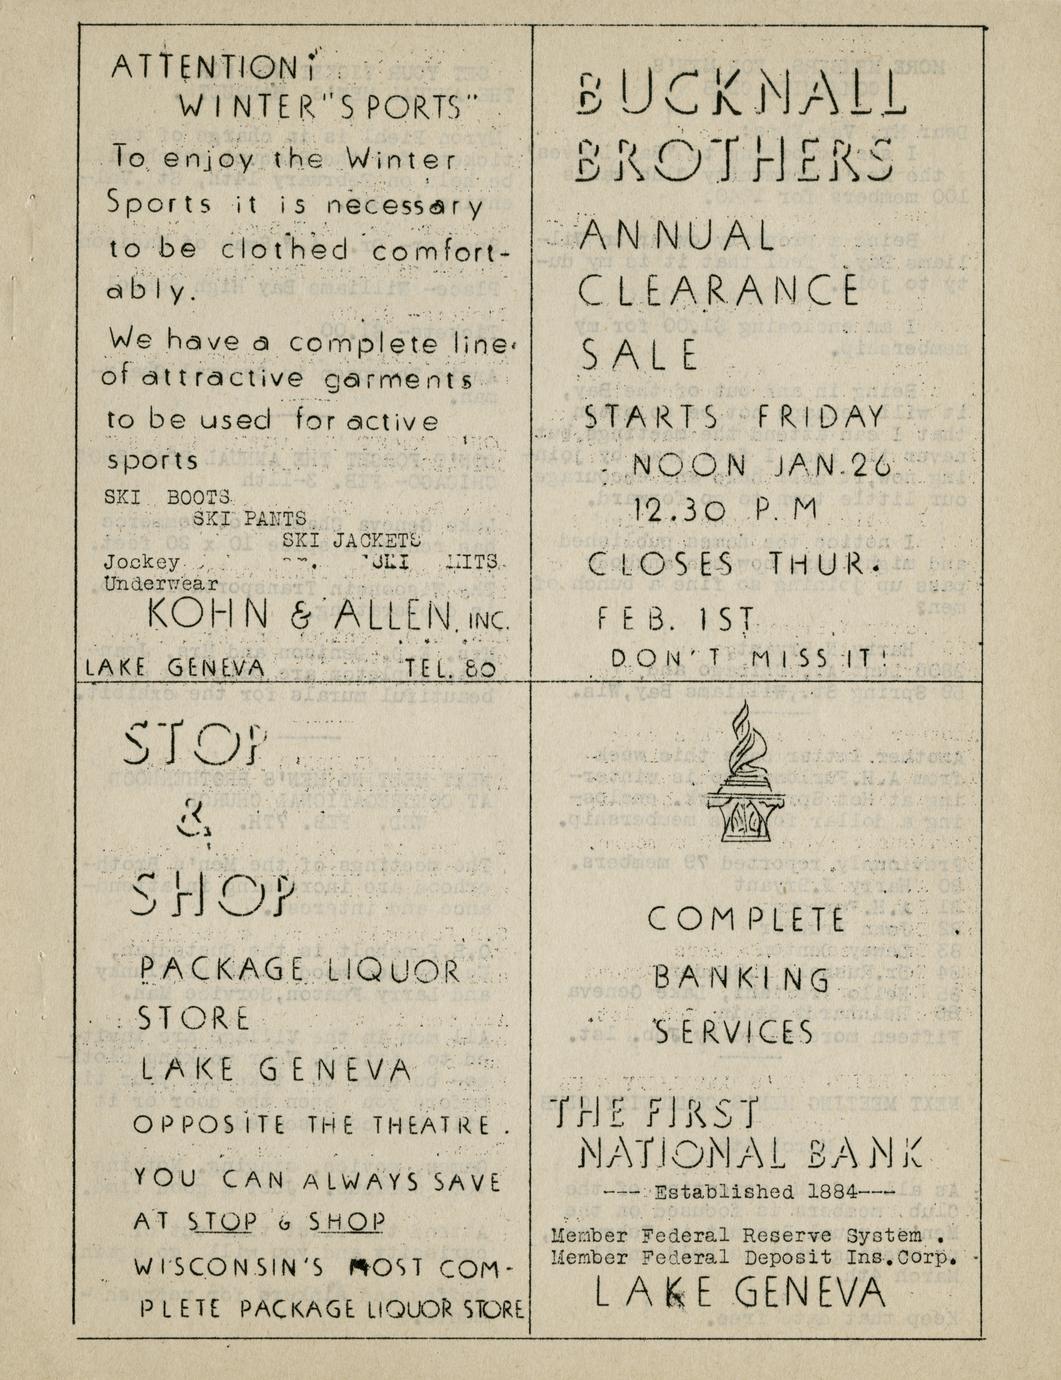 ATTENTION!
WINTER "SPORTS"
To enjoy the Winter
Sports it is necessary
to be clothed comfort-
ably.
We have a complete line
of attractive garments
to be used for active
sports
SKI BOOTS
SKI PANTS
SKI JACKETS
Jockey
Underwear
KOHN & ALLEN, INC.
LAKE GENEVA TEL. 80
BUCKNALL
BROTHERS
ANNUAL
CLEARANCE
SALE
STARTS FRIDAY
NOON JAN. 26
12.30 P.M
CLOSES THUR.
FEB. 1ST
DON'T MISS IT!
STOP
&
SHOP
PACKAGE LIQUOR
STORE
LAKE GENEVA
OPPOSITE THE THEATRE.
YOU CAN ALWAYS SAVE
AT STOP & SHOP
WISCONSIN'S MOST COM-
PLETE PACKAGE LIQUOR STORE
COMPLETE
BANKING
SERVICES
THE FIRST
NATIONAL BANK
--- Established 1884---
Member Federal Reserve System.
Member Federal Deposit Ins.Corp.
LAKE GENEVA